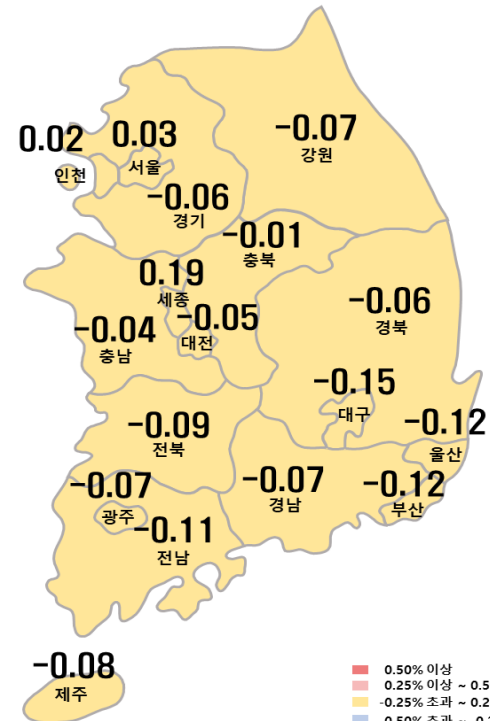 -0.07
강원
0.02
인천
0.03
서울
-0.06
경기
-0.01
충북
0.19
세종
-0.05
대전
-0.04
충남
-0.06
경북
-0.15
대구
-0.12
울산
-0.09
전북
-0.07
광주
-0.11
전남
-0.07
경남
-0.12
부산
-0.08
제주
0.50% 이상
0.25% 이상 ~ 0.5
-0.25% 초과 ~ 0.2